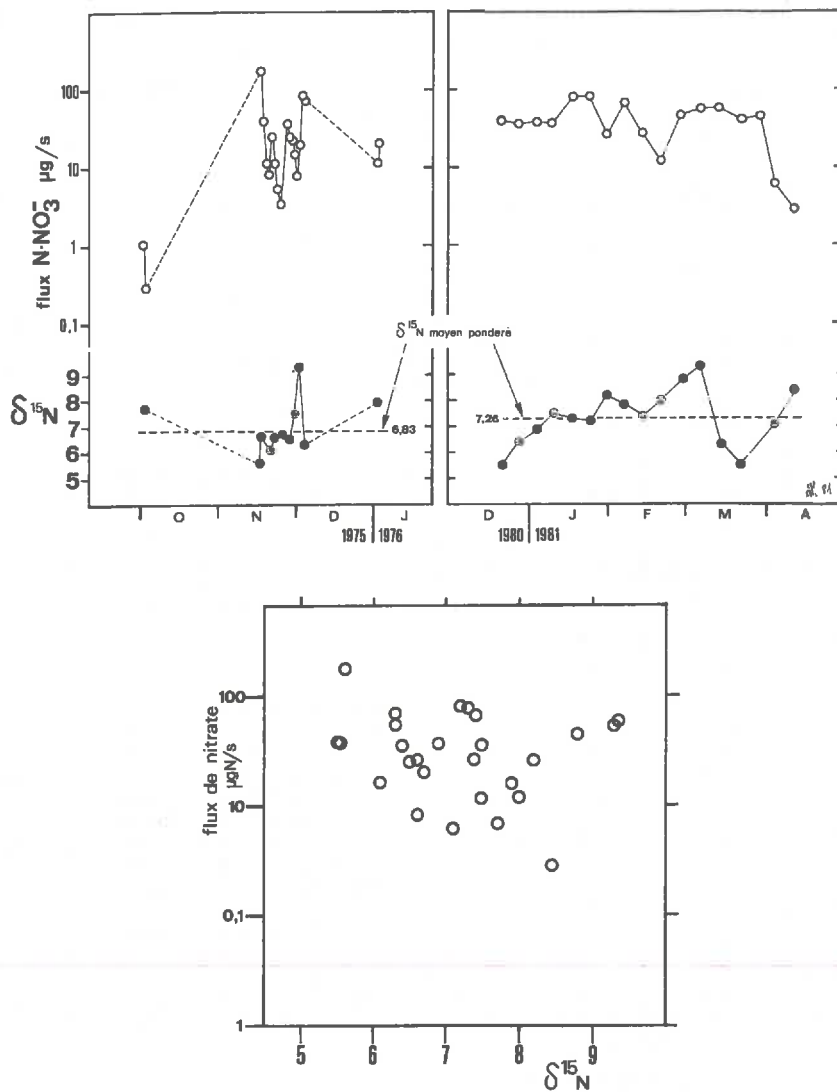 flux N-NO3⁻ µg/s
100
10
1
0,1
δ¹⁵N moyen pondéré
δ¹⁵N
9
8
7
6
5
6,83
7,26
O N D J
1975 1976
D J F M A
1980 1981
flux de nitrate
µgN/s
100
10
0,1
1
5 6 7 8 9
δ¹⁵N